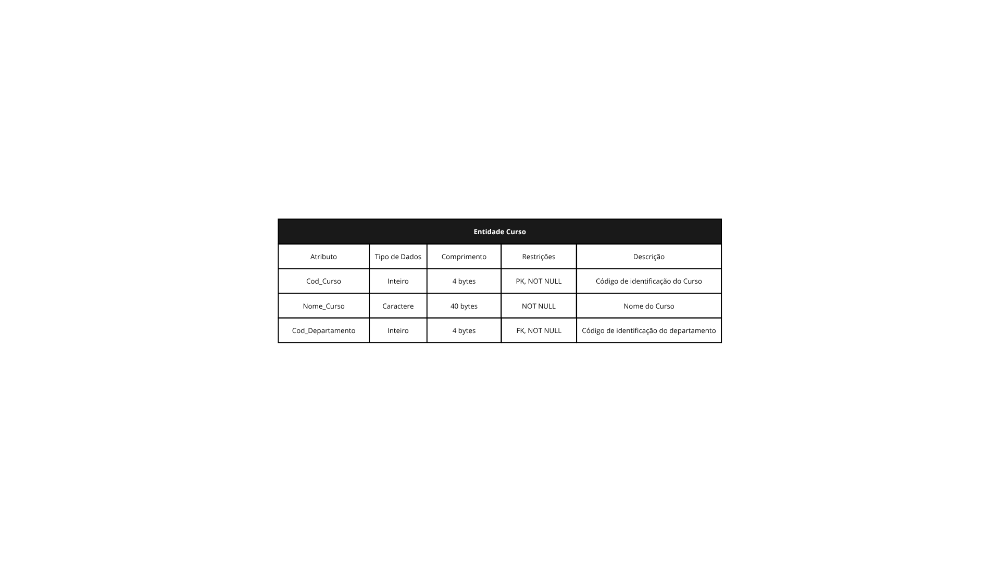 Entidade Curso
Atributo Tipo de Dados Comprimento Restrições Descrição
Cod_Curso Inteiro 4 bytes PK, NOT NULL Código de identificação do Curso
Nome_Curso Caractere 40 bytes NOT NULL Nome do Curso
Cod_Departamento Inteiro 4 bytes FK, NOT NULL Código de identificação do departamento